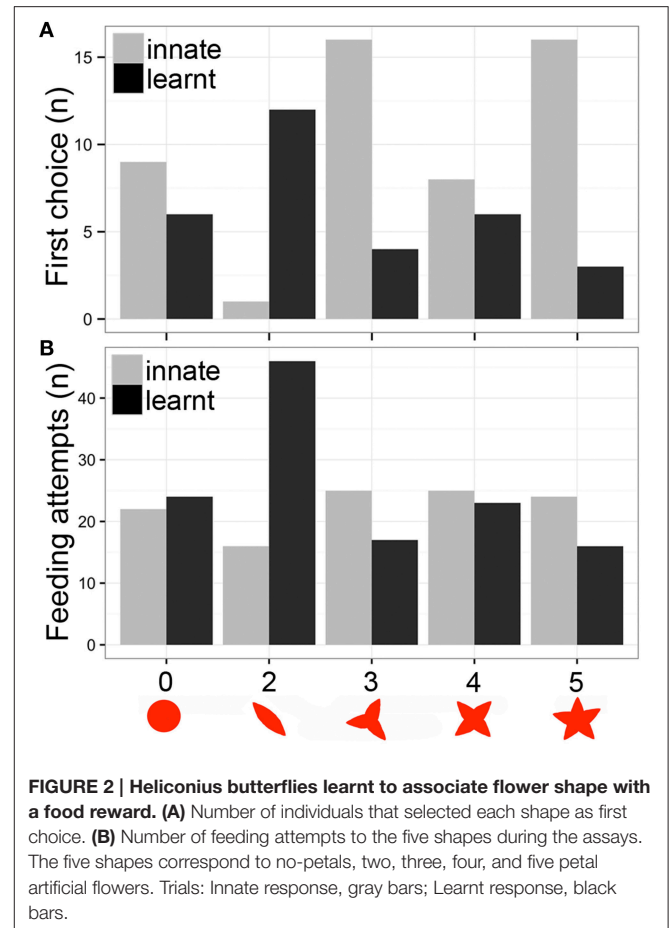 A
innate
learnt
First choice (n)
15
10
5
0
B
innate
learnt
Feeding attempts (n)
40
30
20
10
0
0 2 3 4 5
FIGURE 2 | Heliconius butterflies learnt to associate flower shape with
a food reward. (A) Number of individuals that selected each shape as first
choice. (B) Number of feeding attempts to the five shapes during the assays.
The five shapes correspond to no-petals, two, three, four, and five petal
artificial flowers. Trials: Innate response, gray bars; Learnt response, black
bars.